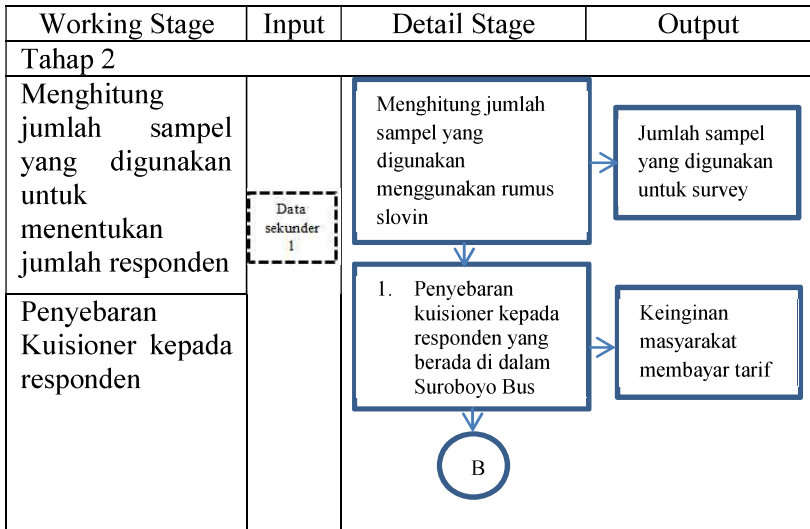 Working Stage
Input
Detail Stage
Output
Tahap 2
Menghitung
jumlah sampel
yang digunakan
untuk
menentukan
jumlah responden
Data
sekunder
1
Menghitung jumlah
sampel yang
digunakan
menggunakan rumus
slovin
Jumlah sampel
yang digunakan
untuk survey
Penyebaran
Kuisioner kepada
responden
1. Penyebaran
kuisioner kepada
responden yang
berada di dalam
Suroboyo Bus
Keinginan
masyarakat
membayar tarif
B